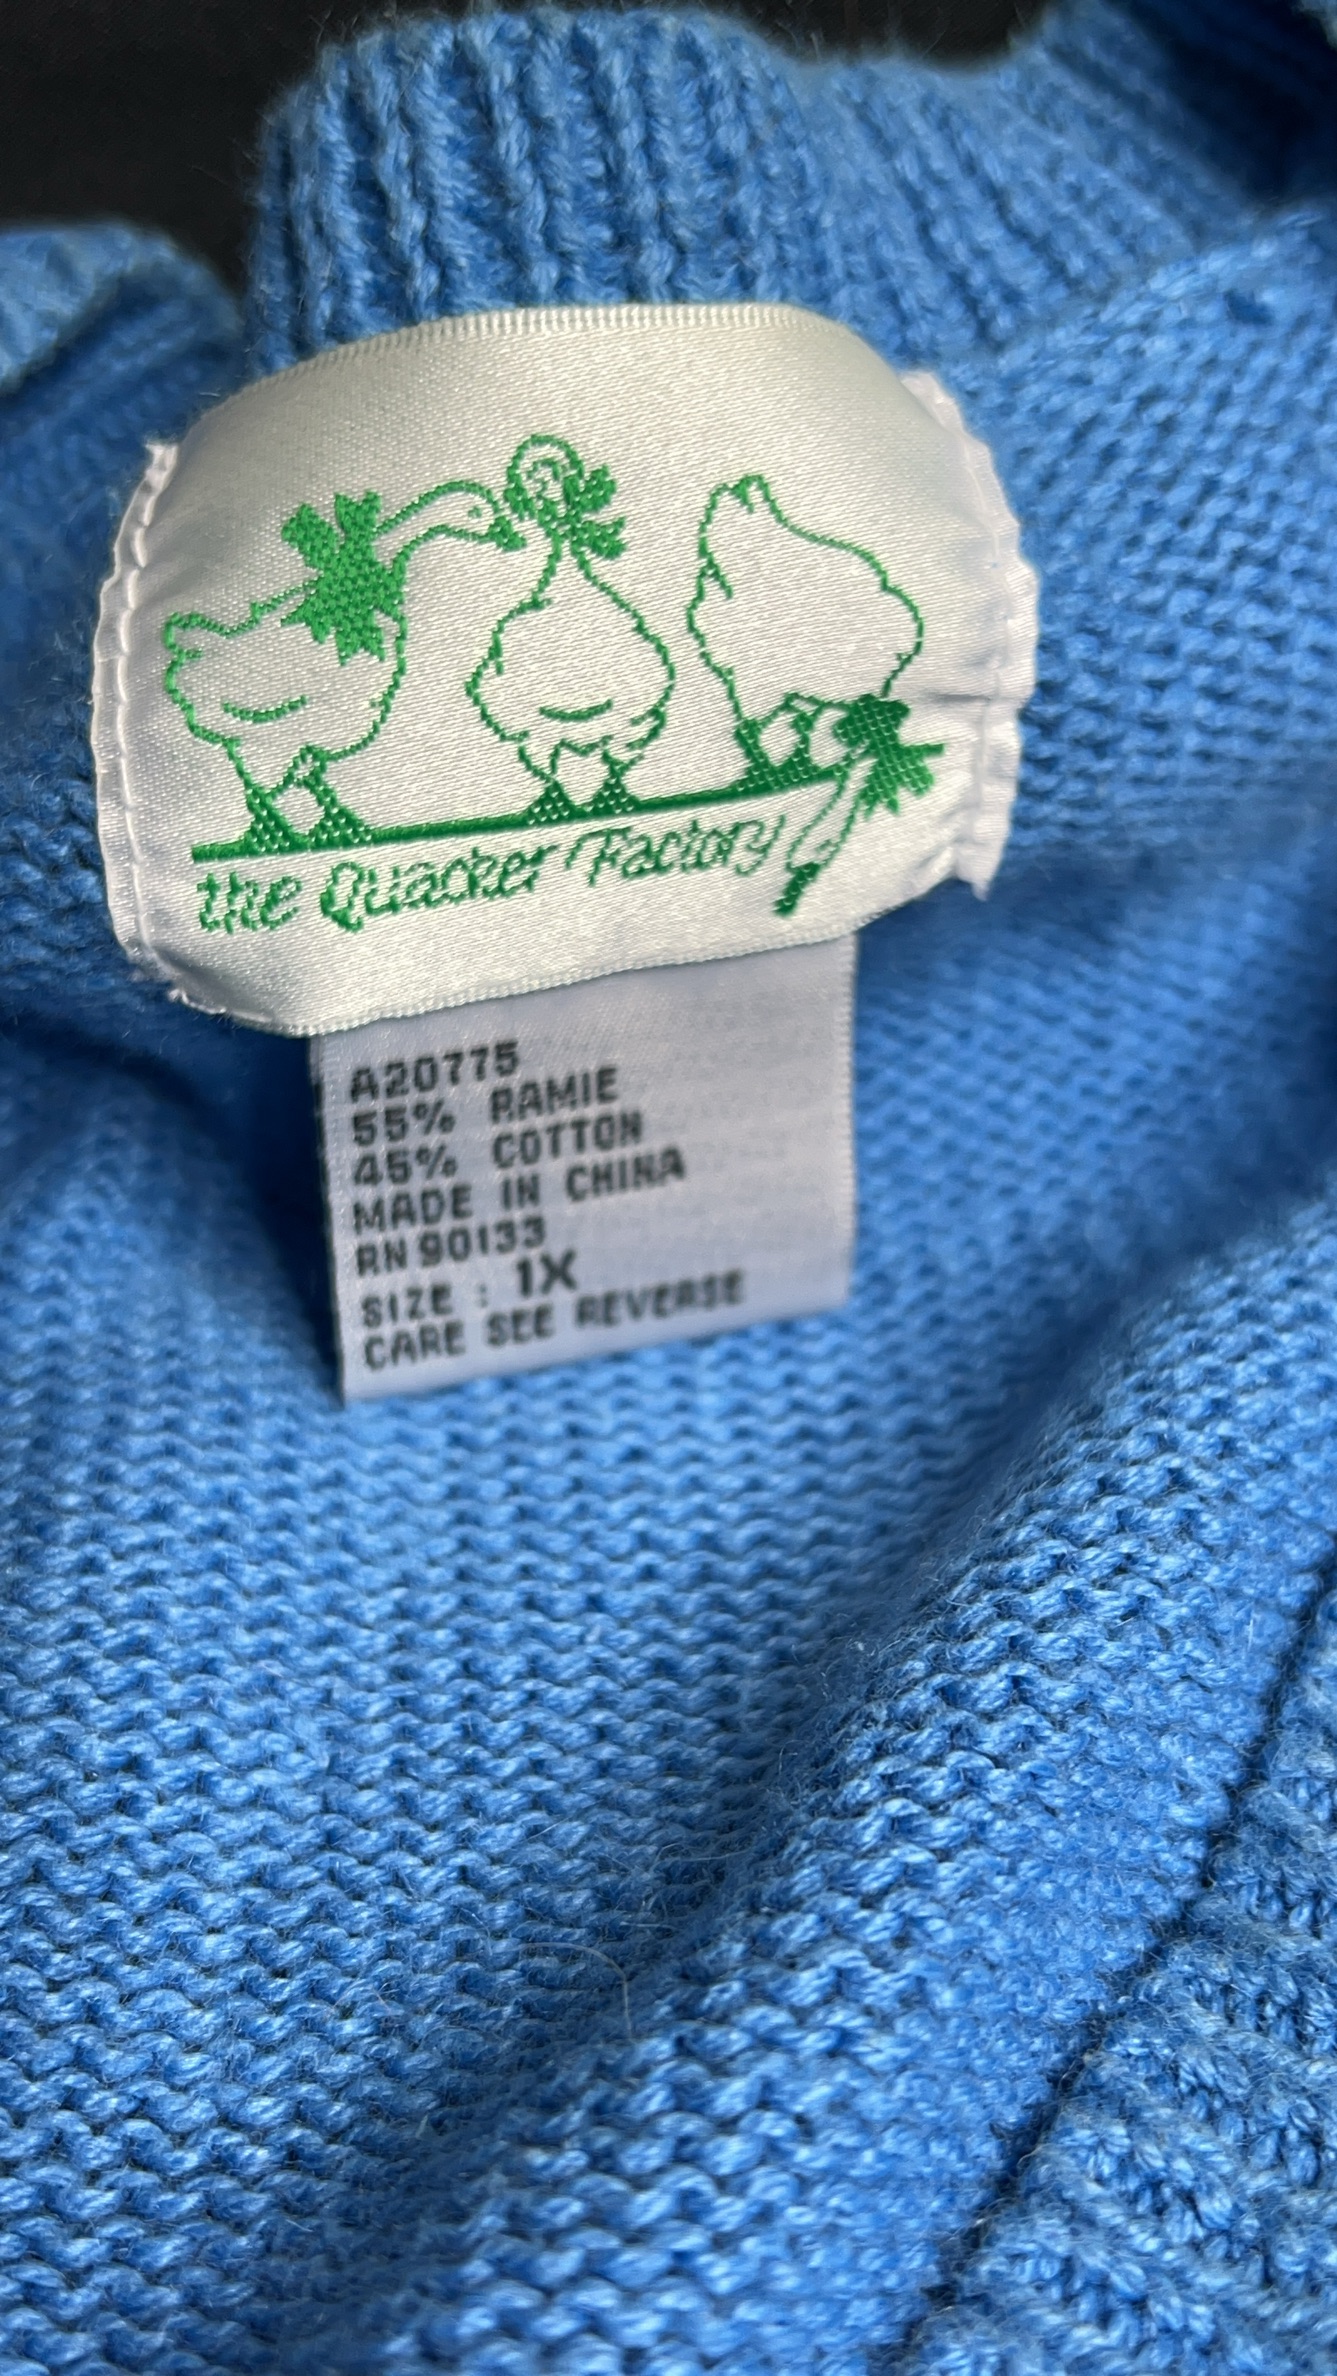 the Quacker Factory
A20775
55% RAMIE
45% COTTON
MADE IN CHINA
RN 90133
SIZE : 1X
CARE SEE REVERSE